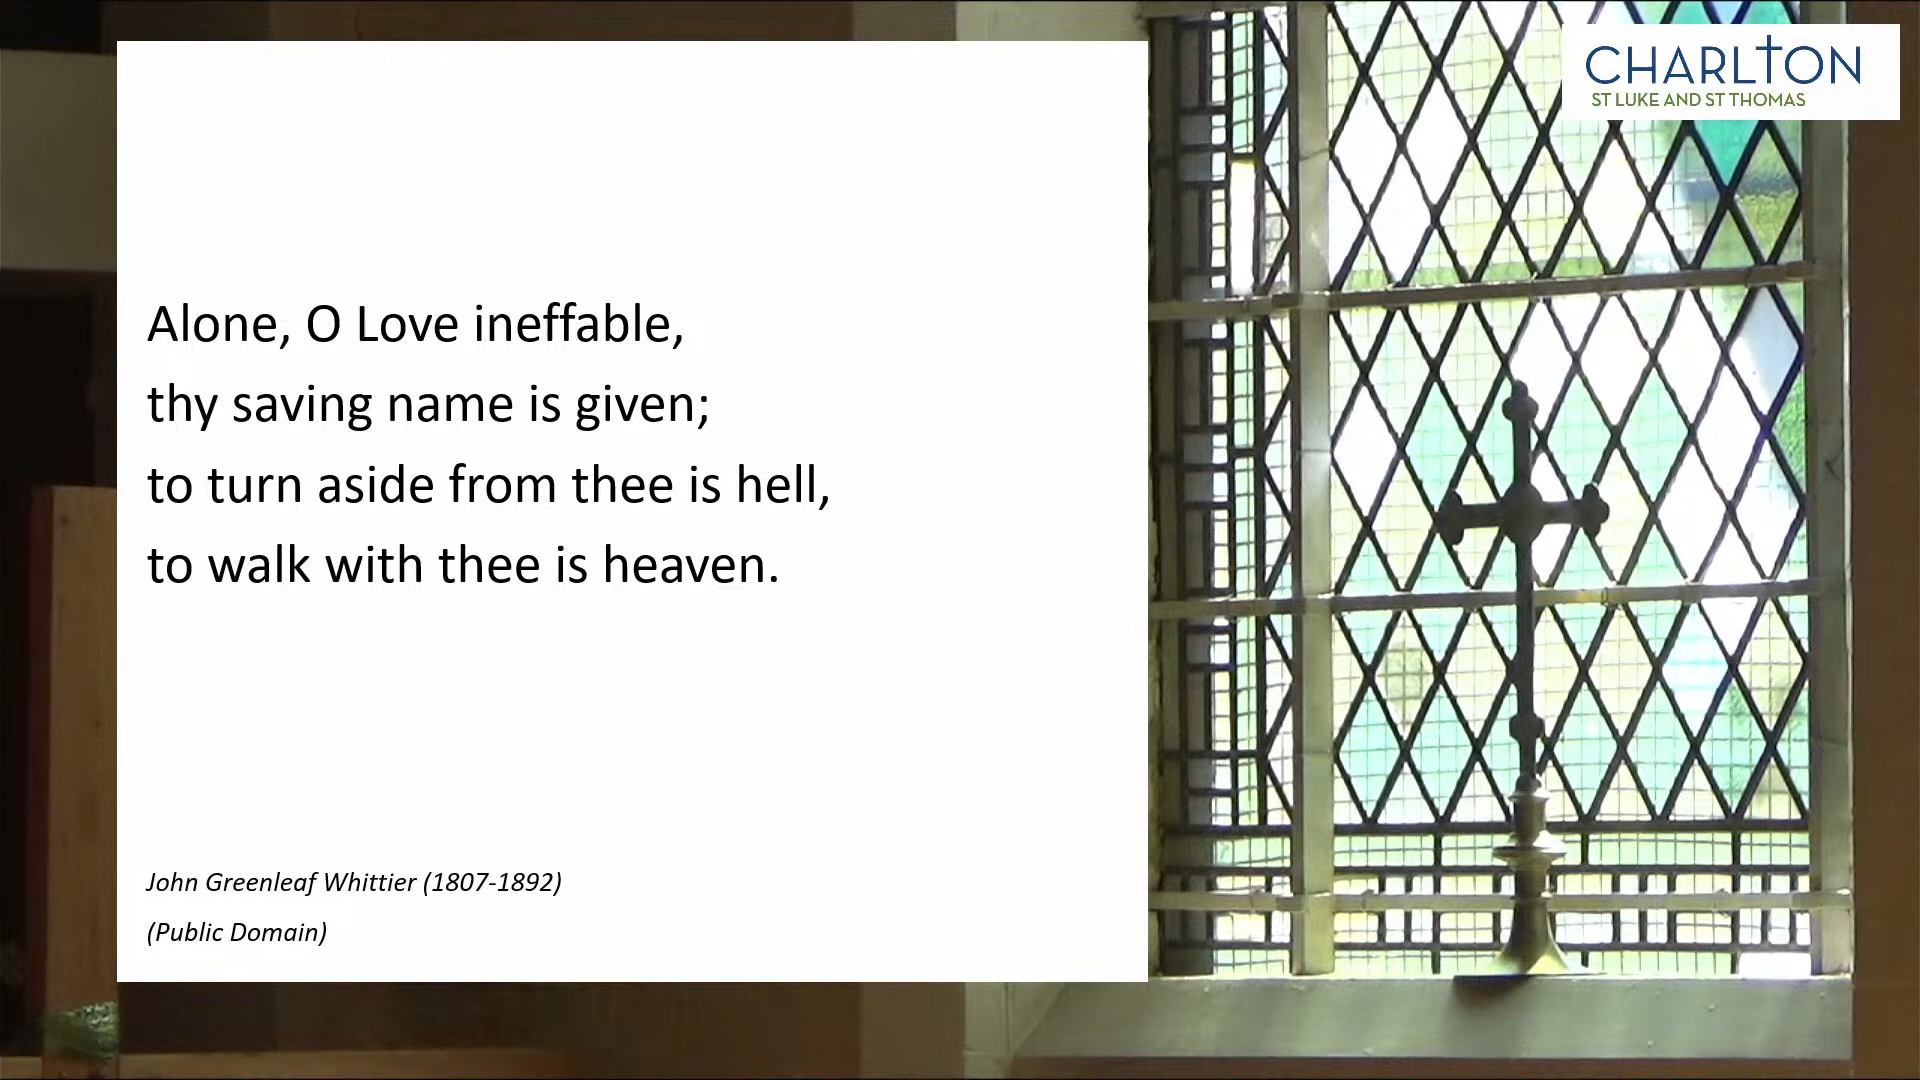 CHARLTON
ST LUKE AND ST THOMAS
Alone, O Love ineffable,
thy saving name is given;
to turn aside from thee is hell,
to walk with thee is heaven.
John Greenleaf Whittier (1807-1892)
(Public Domain)